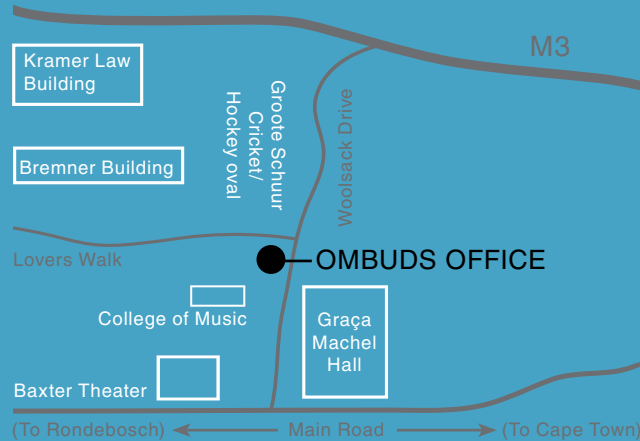 M3
Kramer Law
Building
Groote Schuur
Cricket/
Hockey oval
Woolsack Drive
Bremner Building
Lovers Walk
OMBUDS OFFICE
College of Music
Graça
Machel
Hall
Baxter Theater
(To Rondebosch) Main Road (To Cape Town)